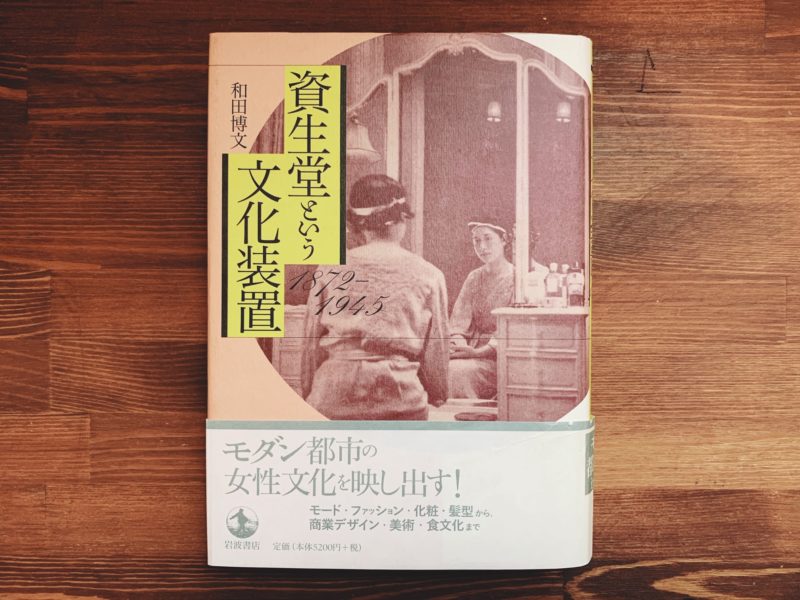 資生堂という
文化装置
1872–
1945
和田博文
モダン都市の
女性文化を映し出す!
モード・ファッション・化粧・髪型から、
商業デザイン・美術・食文化まで
岩波書店
定価(本体5200円+税)